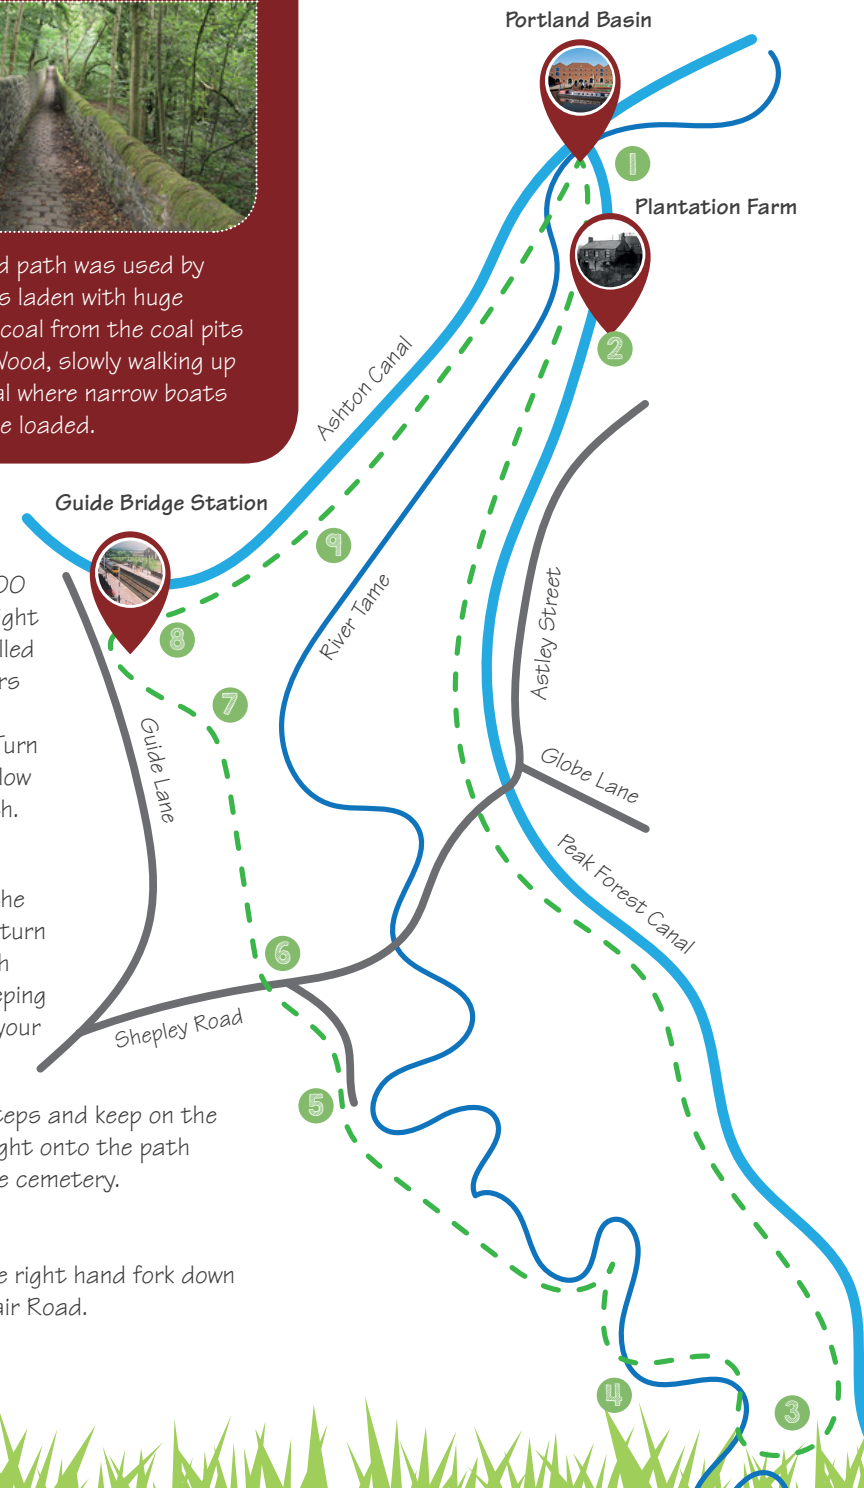 Portland Basin
1
Plantation Farm
d path was used by
s laden with huge
coal from the coal pits
Wood, slowly walking up
al where narrow boats
e loaded.
2
Ashton Canal
Guide Bridge Station
9
River Tame
Astley Street
8
7
Guide Lane
Globe Lane
Peak Forest Canal
00
ight
lled
rs
Turn
low
h.
he
turn
h
eping
your
6
Shepley Road
5
teps and keep on the
ght onto the path
e cemetery.
e right hand fork down
air Road.
4
3